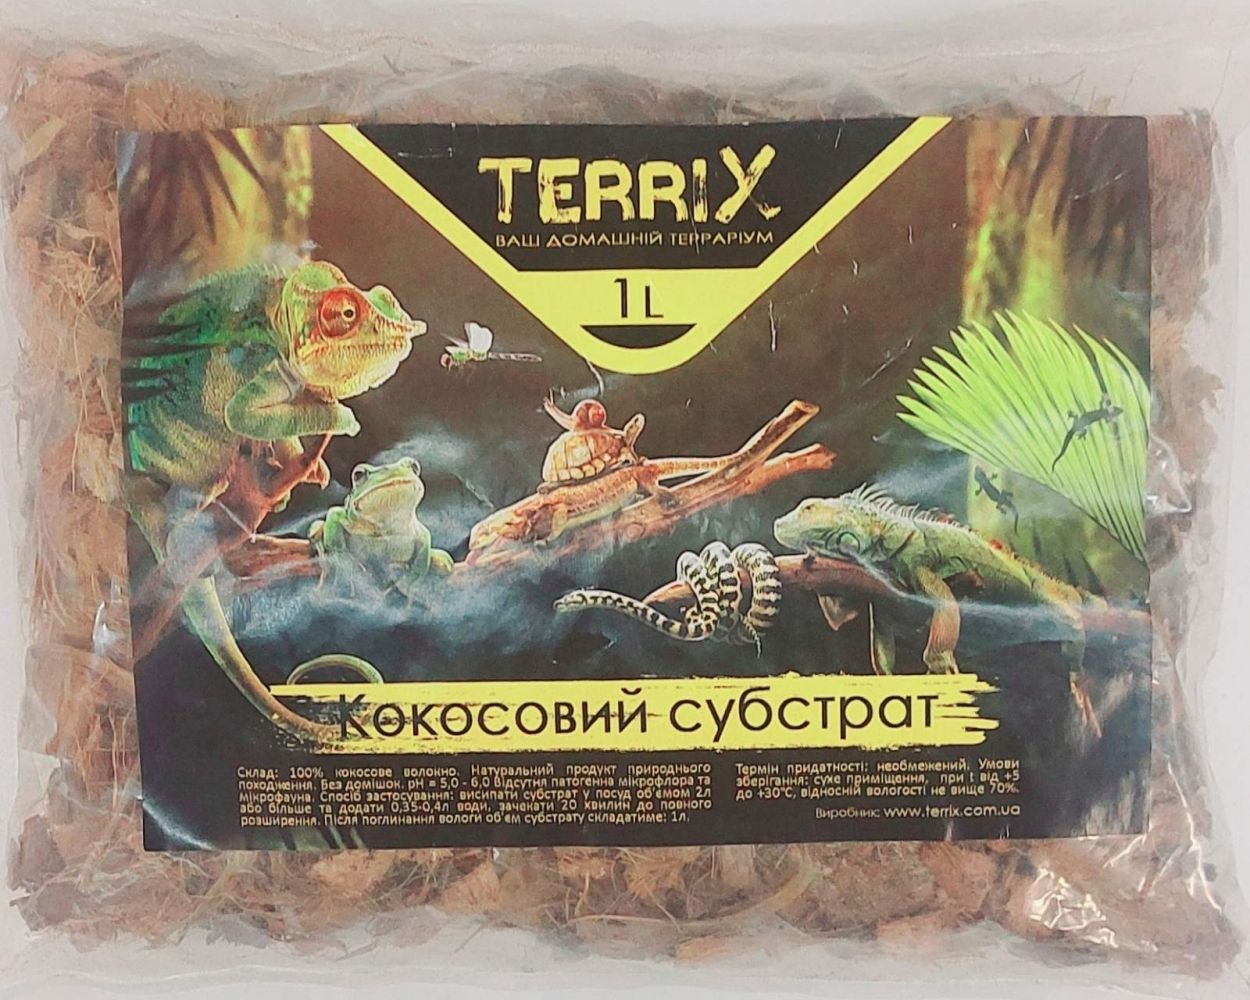 TERRIX
ВАШ ДОМАШНІЙ ТЕРРАРІУМ
1L
Кокосовий субстрат
Склад: 100% кокосове волокно. Натуральний продукт природнього
походження. Без домішок. pH = 5,0 - 6,0 Відсутні патогенна мікрофлора та
мікрофауна. Спосіб застосування: висипати субстрат у посуд об'ємом 2л
або більше та додати 0,35-0,4л води, зачекати 20 хвилин до повного
розширення. Після поглинання вологи об'єм субстрату складатиме: 1л.
Термін придатності: необмежений. Умови
зберігання: сухе приміщення, при t від +5
до +30°С, відносній вологості не вище 70%.
Виробник: www.terrix.com.ua